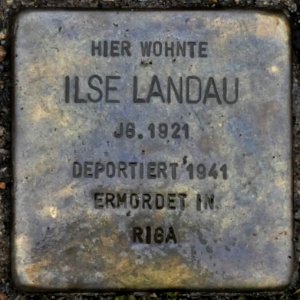 HIER WOHNTE
ILSE LANDAU
JG. 1921
DEPORTIERT 1941
ERMORDET IN
RIGA